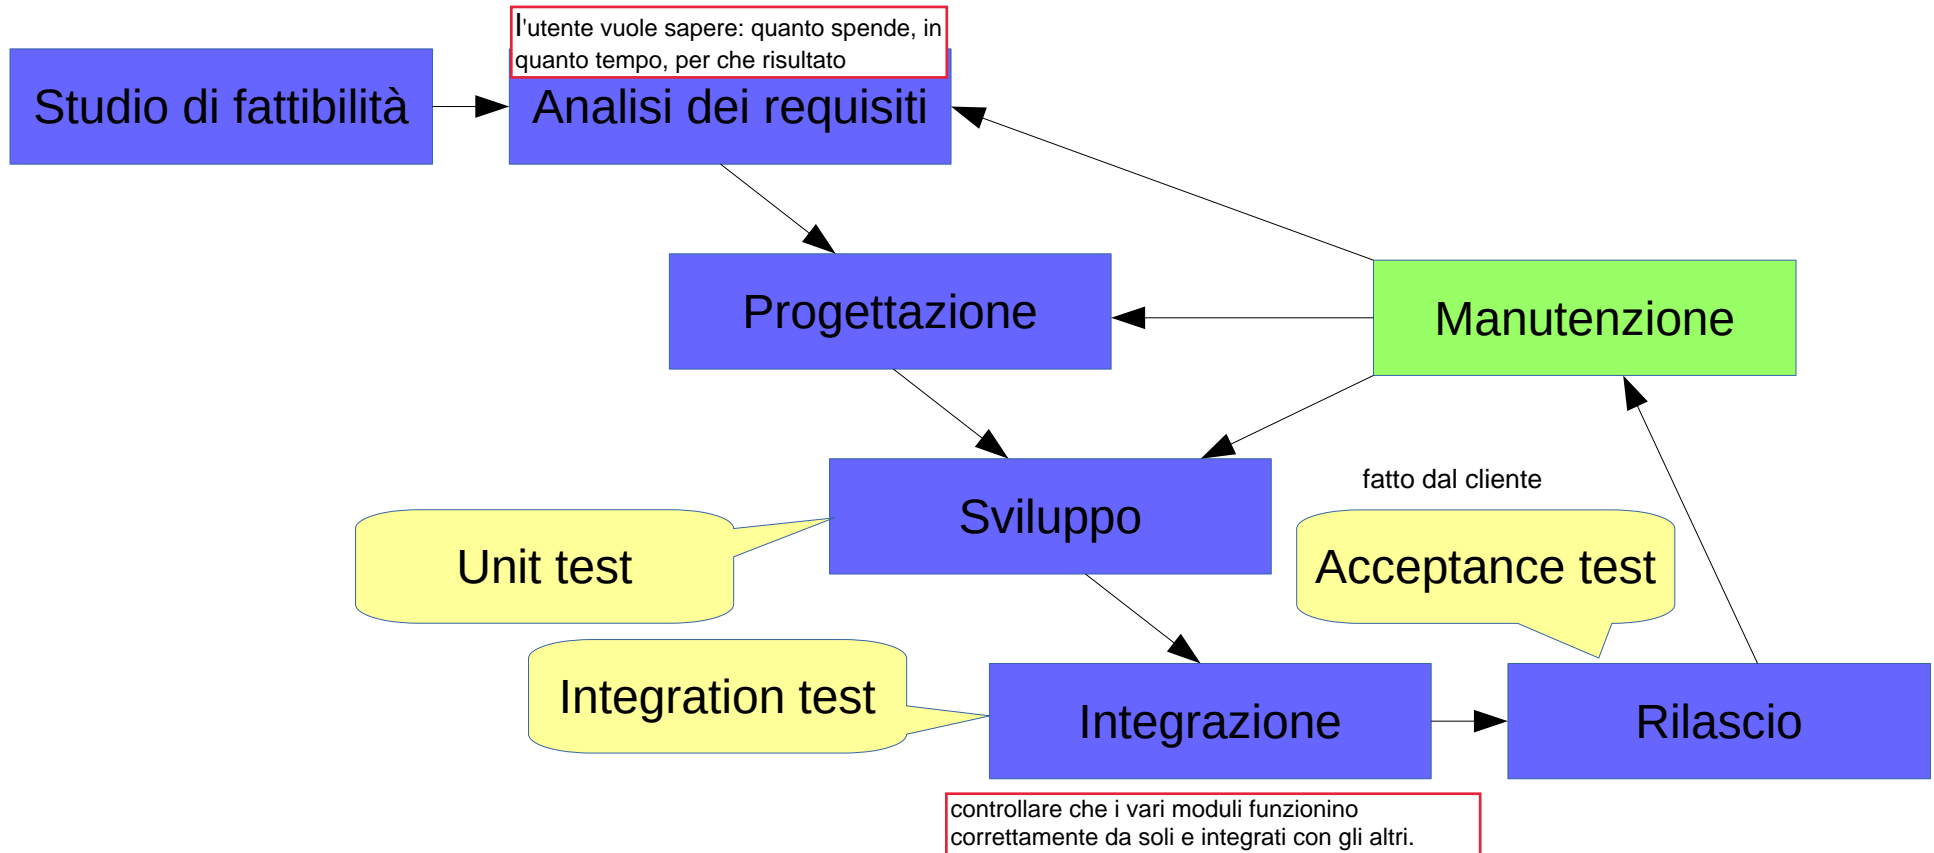 l'utente vuole sapere: quanto spende, in
quanto tempo, per che risultato
Studio di fattibilità
Analisi dei requisiti
Progettazione
Manutenzione
Sviluppo
fatto dal cliente
Unit test
Acceptance test
Integration test
Integrazione
Rilascio
controllare che i vari moduli funzionino
correttamente da soli e integrati con gli altri.